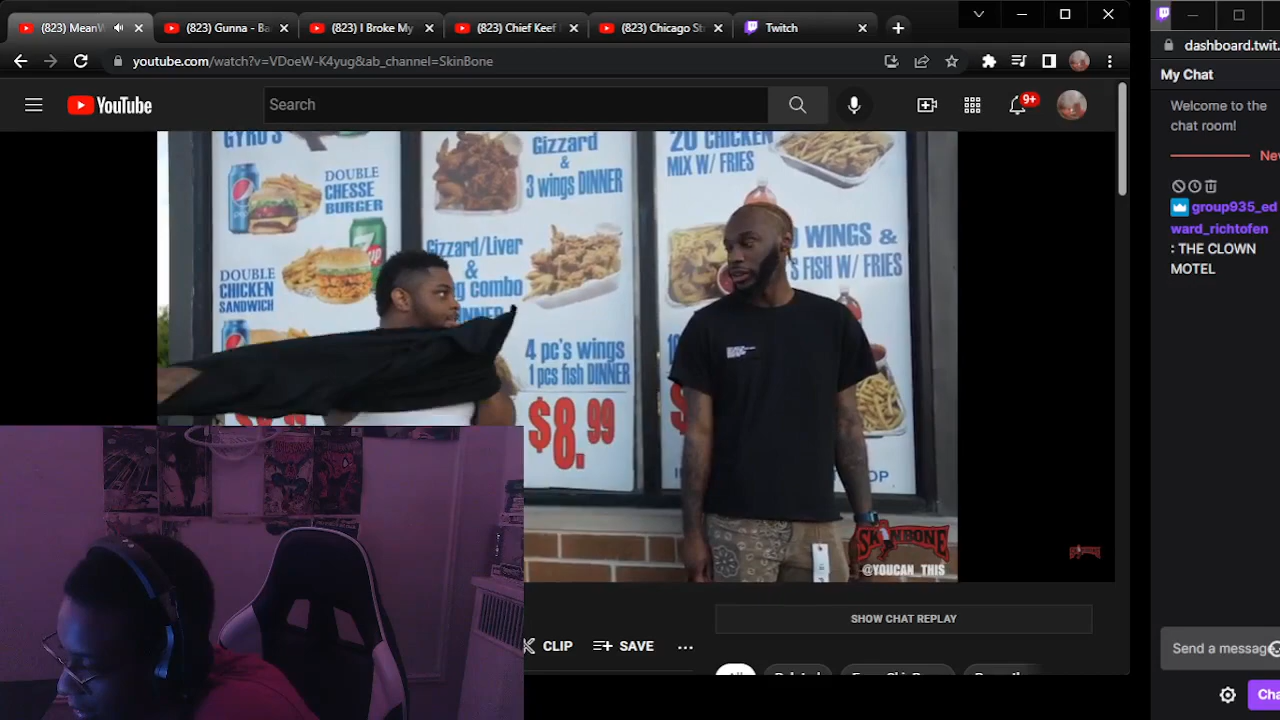 (823) MeanW
(823) Gunna - Ba
(823) I Broke My
(823) Chief Keef
(823) Chicago St
Twitch
youtube.com/watch?v=VDoeW-K4yug&ab_channel=SkinBone
YouTube
Search
9+
GYRO'S
DOUBLE
CHESSE
BURGER
DOUBLE
CHICKEN
SANDWICH
Gizzard
&
3 wings DINNER
Gizzard/Liver
&
combo
4 pc's wings
1 pcs fish DINNER
$8.99
20 CHICKEN
MIX W/ FRIES
WINGS &
FISH W/ FRIES
SKINBONE
@YOUCAN_THIS
SHOW CHAT REPLAY
CLIP
SAVE
All
dashboard.twit
My Chat
Welcome to the
chat room!
group935_ed
ward_richtofen
: THE CLOWN
MOTEL
Send a message
Cha